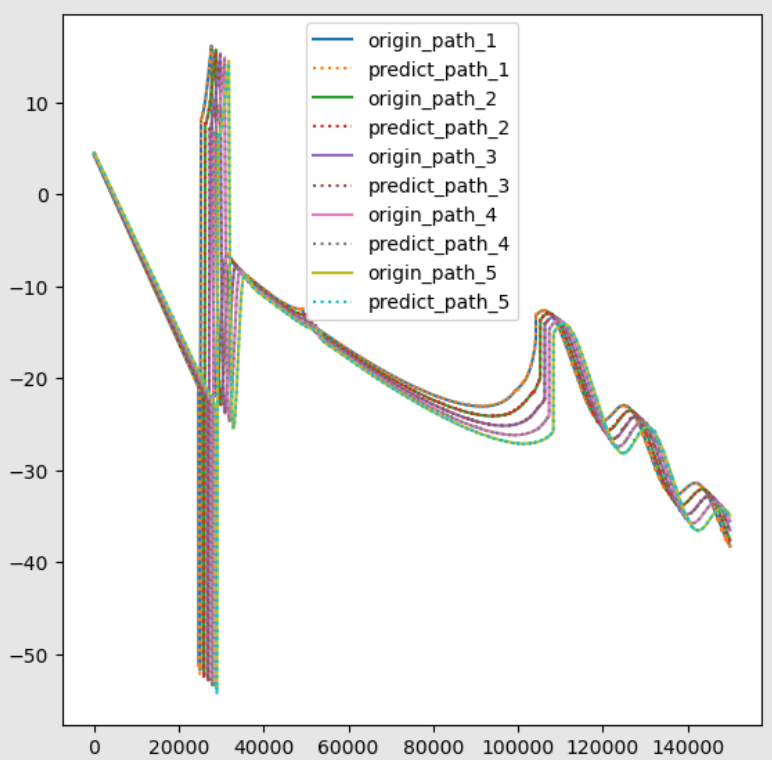 origin_path_1
predict_path_1
origin_path_2
predict_path_2
origin_path_3
predict_path_3
origin_path_4
predict_path_4
origin_path_5
predict_path_5
10
0
−10
−20
−30
−40
−50
0 20000 40000 60000 80000 100000 120000 140000